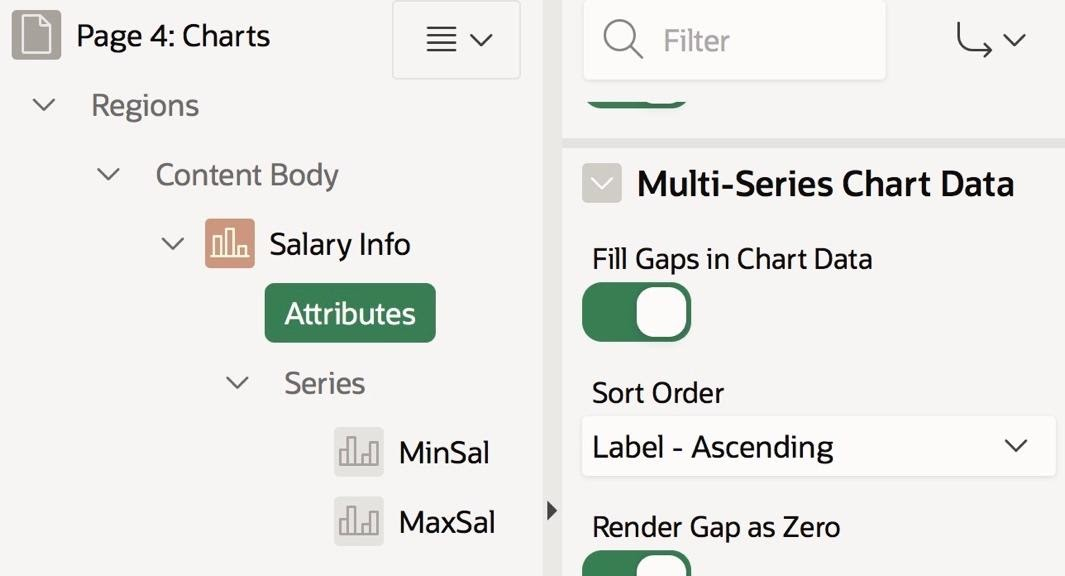 Page 4: Charts
Regions
Content Body
Salary Info
Attributes
Series
MinSal
MaxSal
Filter
Multi-Series Chart Data
Fill Gaps in Chart Data
Sort Order
Label - Ascending
Render Gap as Zero